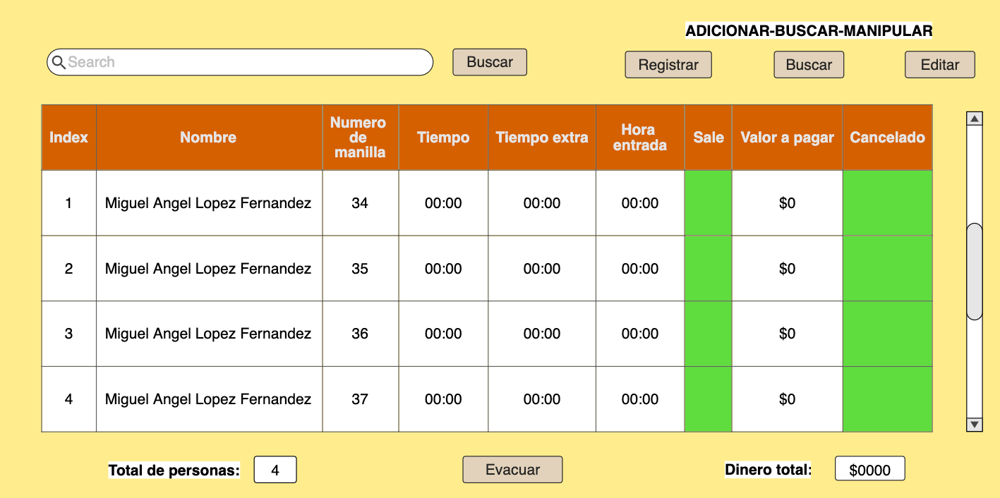 ADICIONAR-BUSCAR-MANIPULAR
Search Buscar Registrar Buscar Editar
Index Nombre Numero de manilla Tiempo Tiempo extra Hora entrada Sale Valor a pagar Cancelado
1 Miguel Angel Lopez Fernandez 34 00:00 00:00 00:00 $0
2 Miguel Angel Lopez Fernandez 35 00:00 00:00 00:00 $0
3 Miguel Angel Lopez Fernandez 36 00:00 00:00 00:00 $0
4 Miguel Angel Lopez Fernandez 37 00:00 00:00 00:00 $0
Total de personas: 4 Evacuar Dinero total: $0000